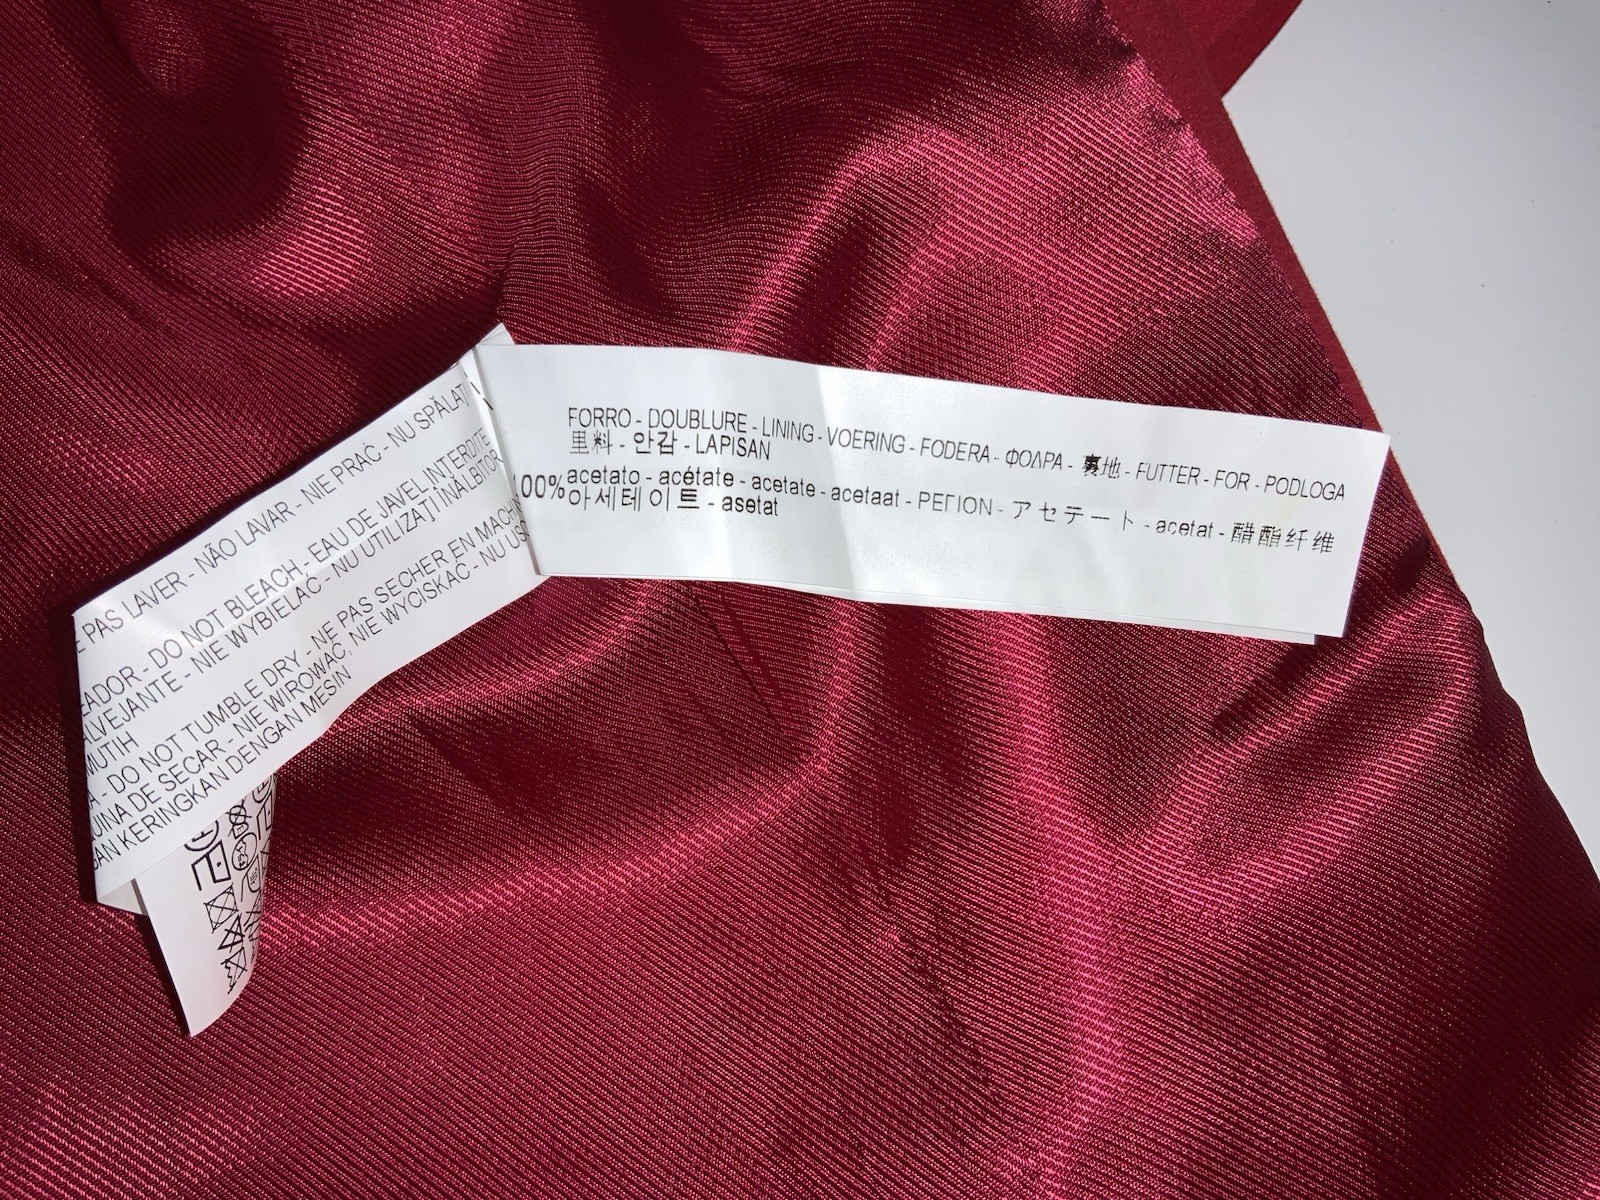 FORRO - DOUBLURE - LINING - VOERING - FODERA - ΦΟΔΡΑ - 裏地 - FUTTER - FOR - PODLOGA
里料 - 안감 - LAPISAN
100% acetato - acétate - acetate - acetaat - ΡΕΓΙΟΝ - アセテート - acetat - 醋酯纤维
아세테이트 - asetat
PAS LAVER - NÃO LAVAR - NIE PRAĆ - NU SPĂLAȚI
EADOR - DO NOT BLEACH - EAU DE JAVEL INTERDITE
ALVEJANTE - NIE WYBIELAĆ - NU UTILIZAȚI ÎNĂLBITOR
MUTIH
A - DO NOT TUMBLE DRY - NE PAS SECHER EN MACHIN
UINA DE SECAR - NIE WIROWAĆ, NIE WYCISKAĆ - NU US
GAN KERINGKAN DENGAN MESIN